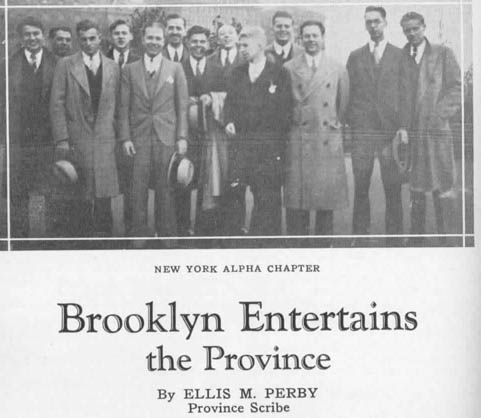 NEW YORK ALPHA CHAPTER
Brooklyn Entertains
the Province
By ELLIS M. PERBY
Province Scribe